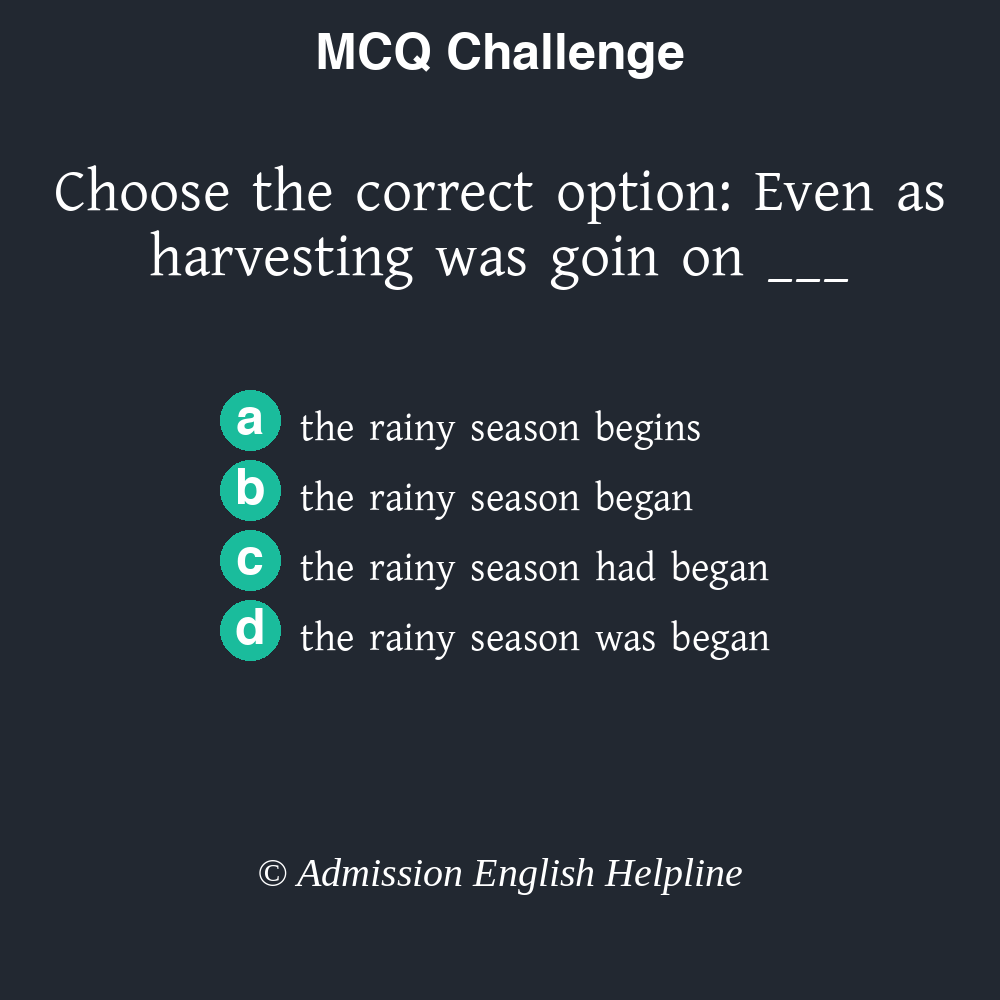 MCQ Challenge
Choose the correct option: Even as
harvesting was goin on ___
a the rainy season begins
b the rainy season began
c the rainy season had began
d the rainy season was began
© Admission English Helpline